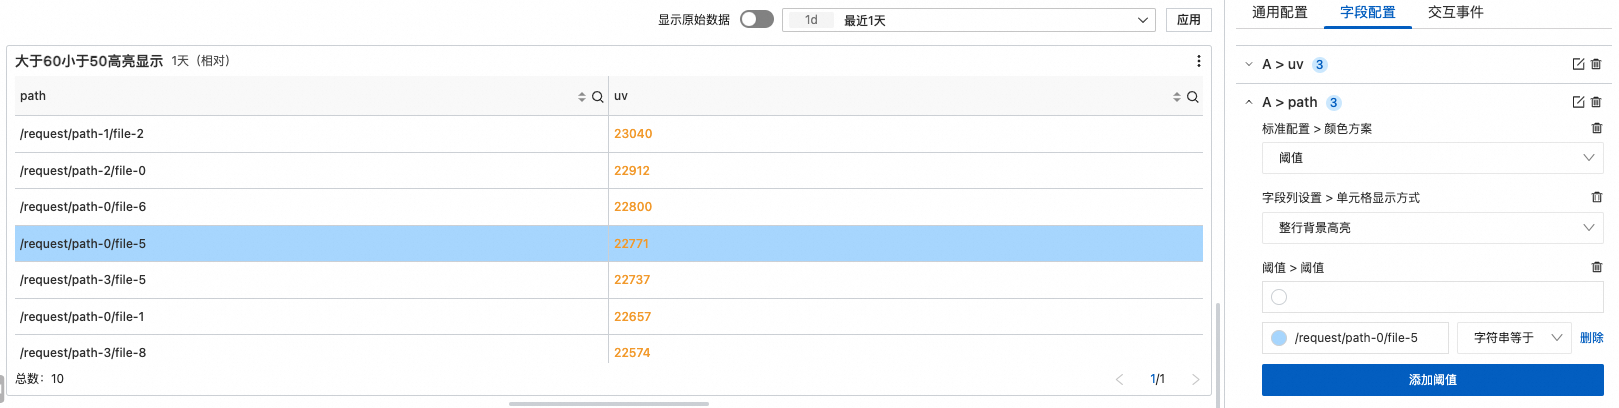 显示原始数据 1d 最近1天 应用
大于60小于50高亮显示 1天 (相对)
path uv
/request/path-1/file-2 23040
/request/path-2/file-0 22912
/request/path-0/file-6 22800
/request/path-0/file-5 22771
/request/path-3/file-5 22737
/request/path-0/file-1 22657
/request/path-3/file-8 22574
总数: 10 1/1
通用配置 字段配置 交互事件
A > uv 3
A > path 3
标准配置 > 颜色方案
阈值
字段列设置 > 单元格显示方式
整行背景高亮
阈值 > 阈值
/request/path-0/file-5 字符串等于 删除
添加阈值